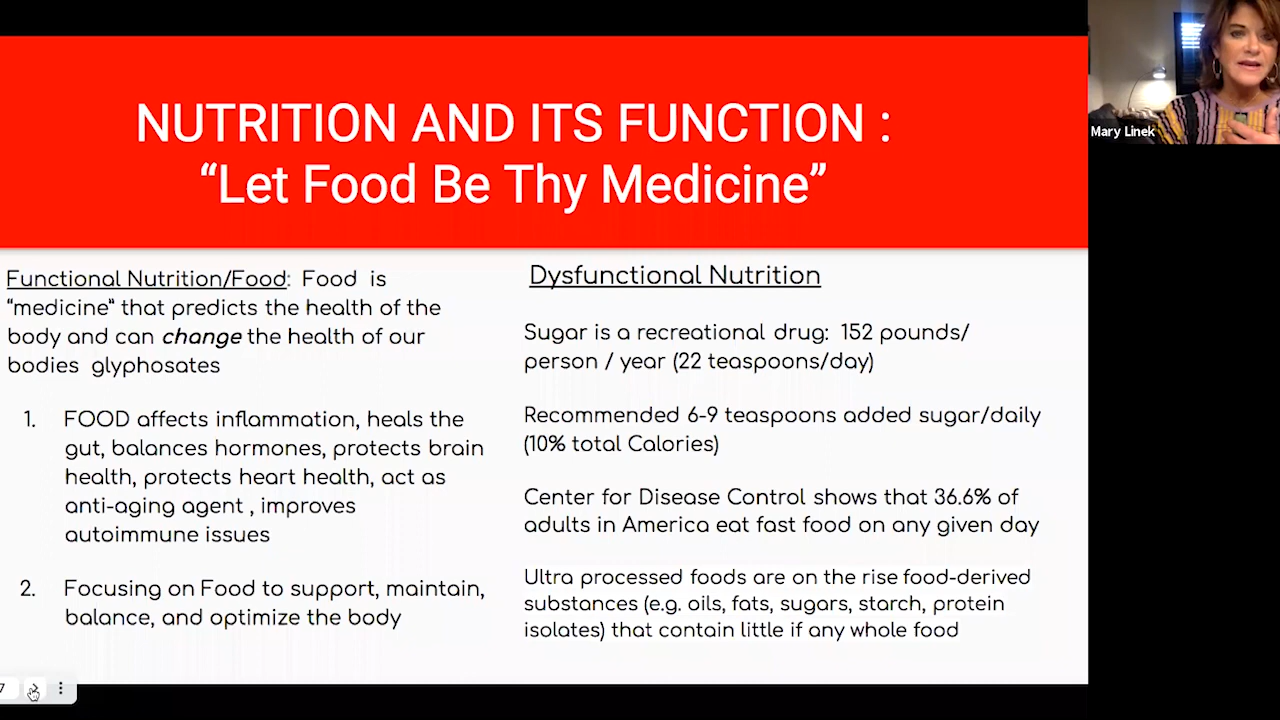 NUTRITION AND ITS FUNCTION :
“Let Food Be Thy Medicine”
Mary Linek
Functional Nutrition/Food: Food is
“medicine” that predicts the health of the
body and can change the health of our
bodies glyphosates
1. FOOD affects inflammation, heals the
gut, balances hormones, protects brain
health, protects heart health, act as
anti-aging agent , improves
autoimmune issues
2. Focusing on Food to support, maintain,
balance, and optimize the body
Dysfunctional Nutrition
Sugar is a recreational drug: 152 pounds/
person / year (22 teaspoons/day)
Recommended 6-9 teaspoons added sugar/daily
(10% total Calories)
Center for Disease Control shows that 36.6% of
adults in America eat fast food on any given day
Ultra processed foods are on the rise food-derived
substances (e.g. oils, fats, sugars, starch, protein
isolates) that contain little if any whole food
7